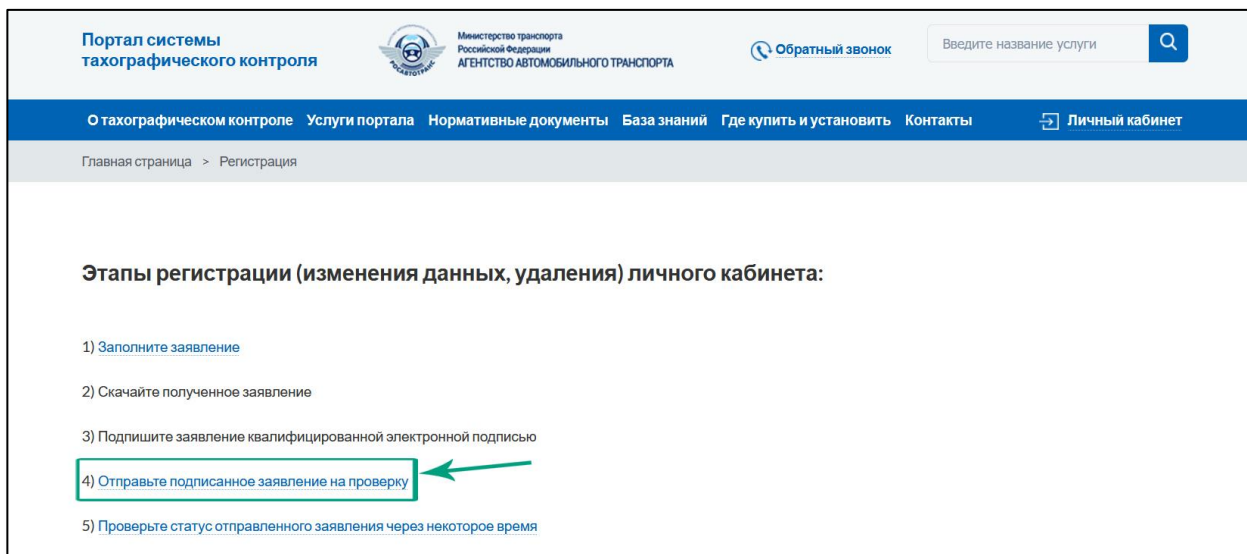 Портал системы
тахографического контроля
РОСАВТОТРАНС
Министерство транспорта
Российской Федерации
АГЕНТСТВО АВТОМОБИЛЬНОГО ТРАНСПОРТА
Обратный звонок
Введите название услуги
О тахографическом контроле Услуги портала Нормативные документы База знаний Где купить и установить Контакты Личный кабинет
Главная страница > Регистрация
Этапы регистрации (изменения данных, удаления) личного кабинета:
1) Заполните заявление
2) Скачайте полученное заявление
3) Подпишите заявление квалифицированной электронной подписью
4) Отправьте подписанное заявление на проверку
5) Проверьте статус отправленного заявления через некоторое время